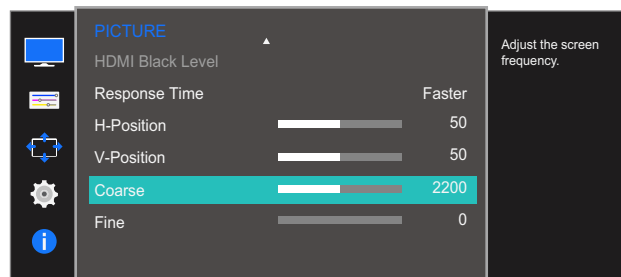 PICTURE
HDMI Black Level
Response Time Faster
H-Position 50
V-Position 50
Coarse 2200
Fine 0
Adjust the screen
frequency.